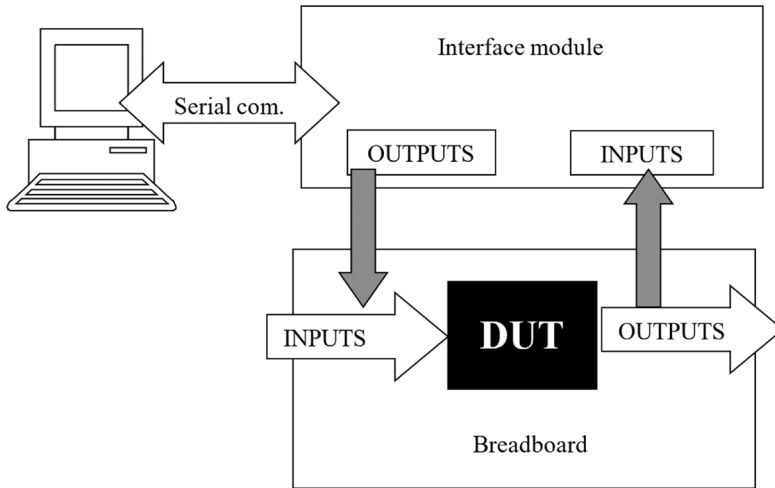 Interface module
Serial com.
OUTPUTS
INPUTS
INPUTS
DUT
OUTPUTS
Breadboard